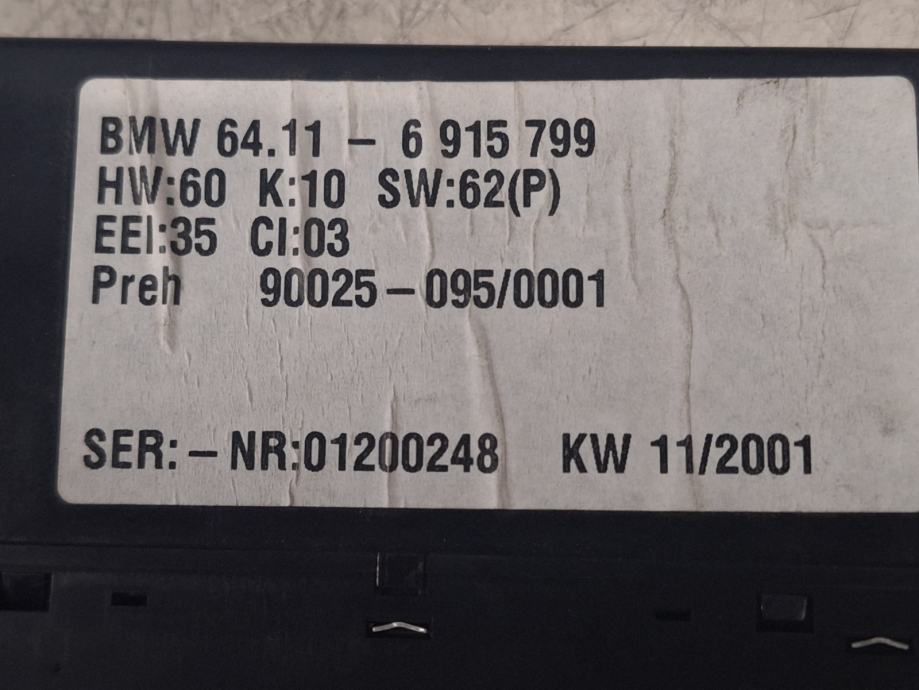 BMW 64.11 – 6 915 799
HW:60 K:10 SW:62(P)
EEI:35 CI:03
Preh 90025–095/0001
SER:–NR:01200248 KW 11/2001